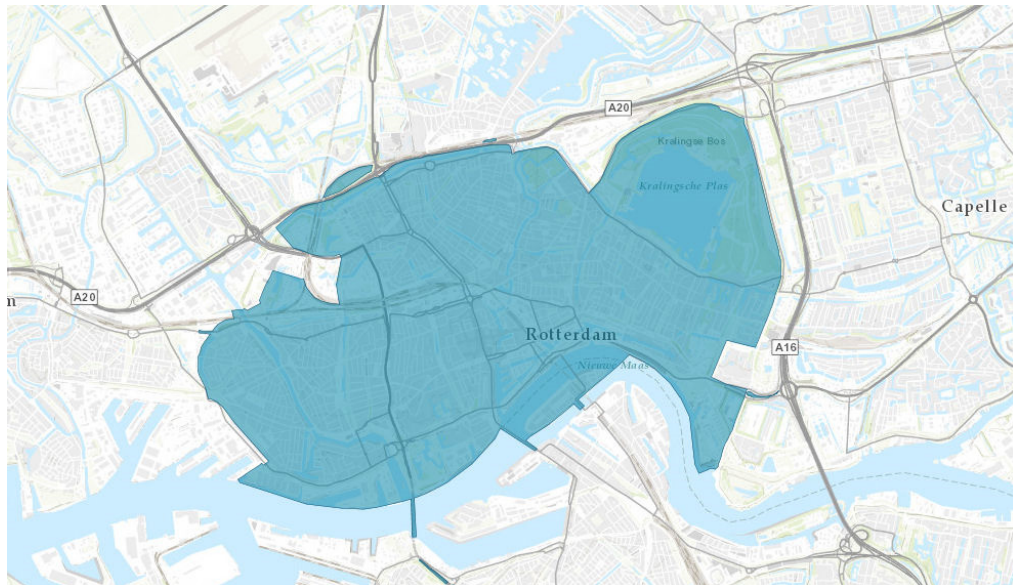 A20
Kralingse Bos
Kralingsche Plas
Capelle
A20
n
Rotterdam
A16
Nieuwe Maas